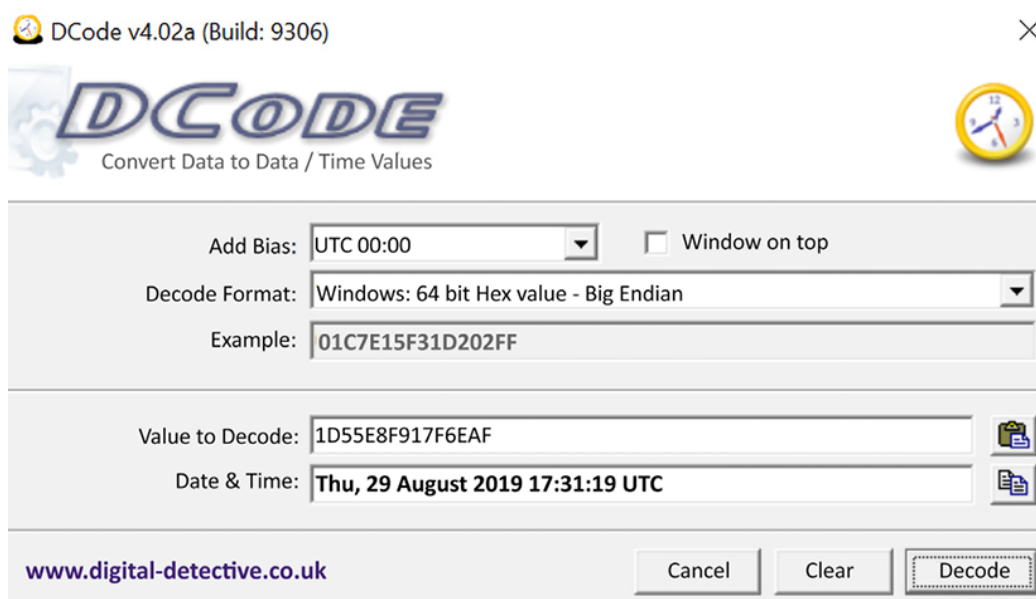 DCode v4.02a (Build: 9306)
DCODE
Convert Data to Data / Time Values
Add Bias: UTC 00:00 Window on top
Decode Format: Windows: 64 bit Hex value - Big Endian
Example: 01C7E15F31D202FF
Value to Decode: 1D55E8F917F6EAF
Date & Time: Thu, 29 August 2019 17:31:19 UTC
www.digital-detective.co.uk Cancel Clear Decode